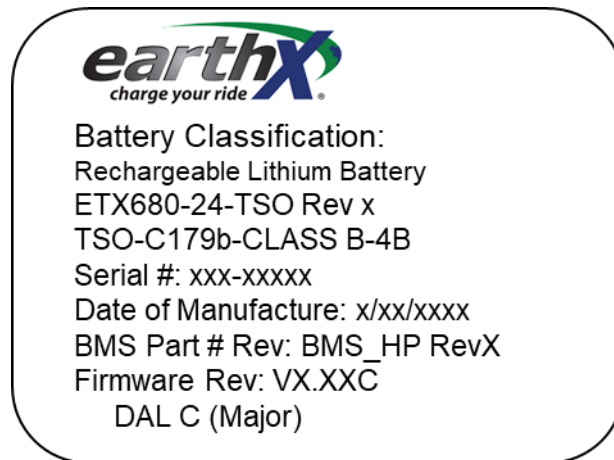 earthX
charge your ride
Battery Classification:
Rechargeable Lithium Battery
ETX680-24-TSO Rev x
TSO-C179b-CLASS B-4B
Serial #: xxx-xxxxx
Date of Manufacture: x/xx/xxxx
BMS Part # Rev: BMS_HP RevX
Firmware Rev: VX.XXC
DAL C (Major)